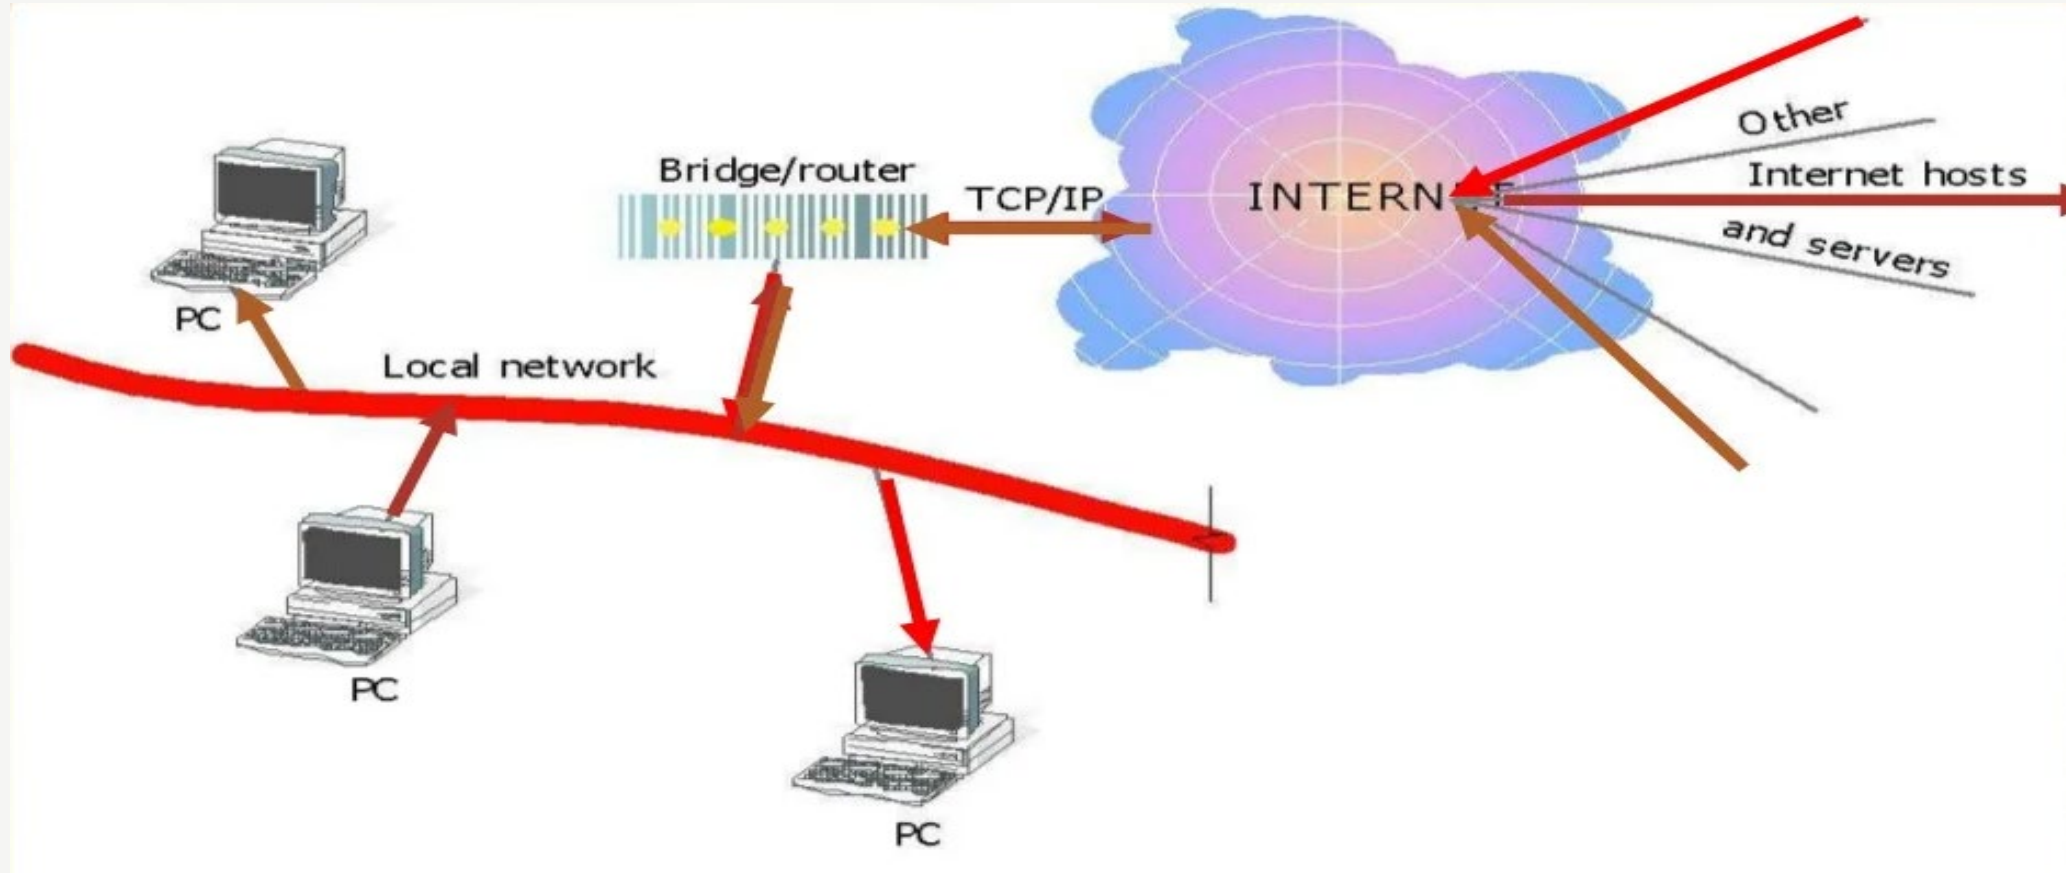 Bridge/router
TCP/IP
Other
Internet hosts
and servers
PC
Local network
PC
PC